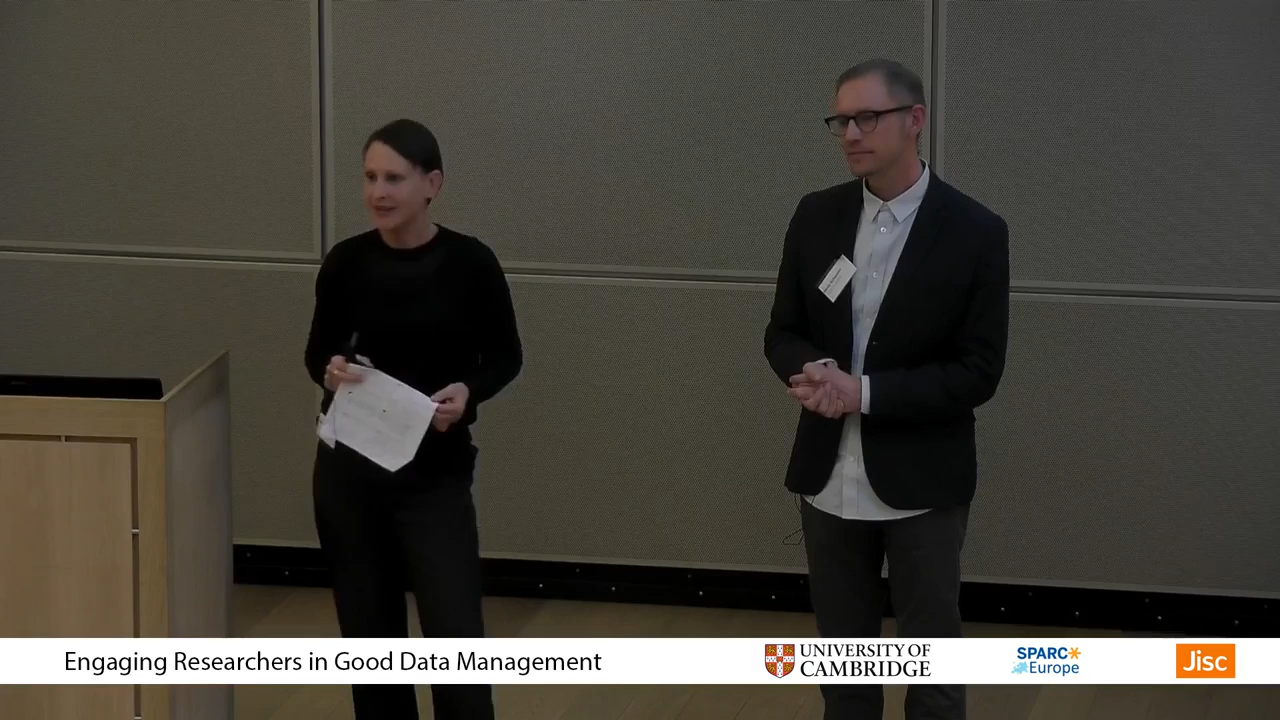 Engaging Researchers in Good Data Management
UNIVERSITY OF
CAMBRIDGE
SPARC*
Europe
Jisc